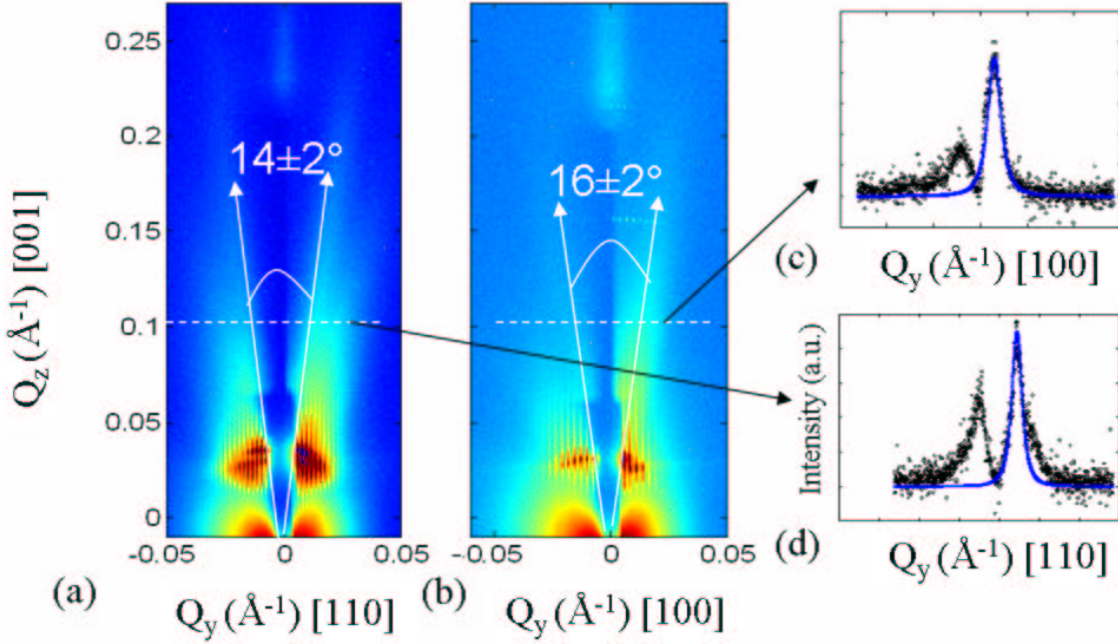 0.25
0.2
0.15
0.1
0.05
0
Q_z (Å⁻¹) [001]
14±2°
-0.05 0 0.05
(a)
Q_y (Å⁻¹) [110]
16±2°
-0.05 0 0.05
(b)
Q_y (Å⁻¹) [100]
(c)
Q_y (Å⁻¹) [100]
Intensity (a.u.)
(d)
Q_y (Å⁻¹) [110]